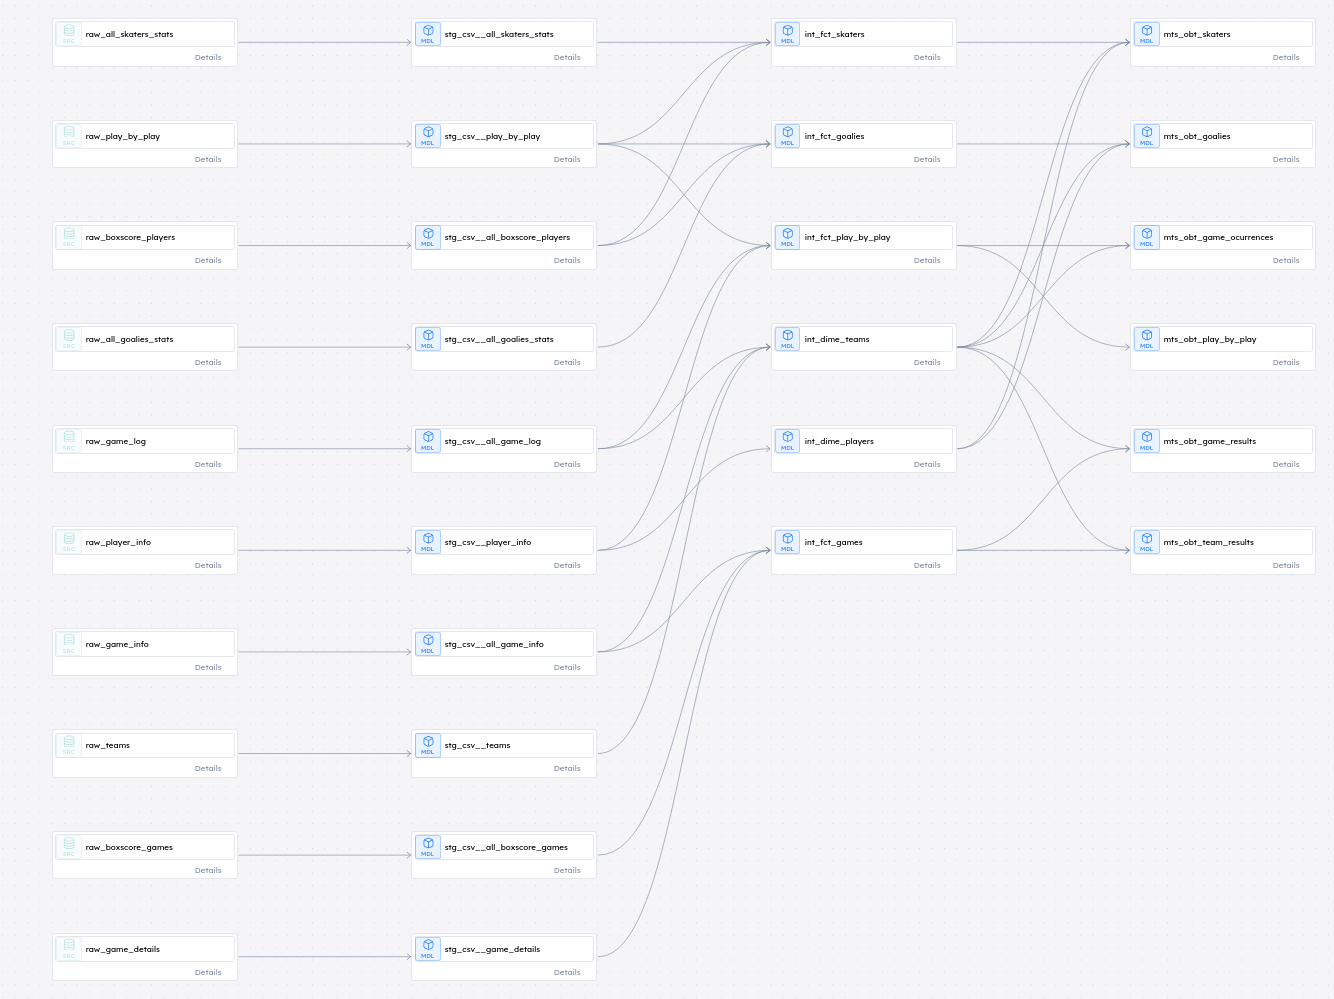 raw_all_skaters_stats
SRC
Details
stg_csv__all_skaters_stats
MDL
Details
int_fct_skaters
MDL
Details
mts_obt_skaters
MDL
Details
raw_play_by_play
SRC
Details
stg_csv__play_by_play
MDL
Details
int_fct_goalies
MDL
Details
mts_obt_goalies
MDL
Details
raw_boxscore_players
SRC
Details
stg_csv__all_boxscore_players
MDL
Details
int_fct_play_by_play
MDL
Details
mts_obt_game_ocurrences
MDL
Details
raw_all_goalies_stats
SRC
Details
stg_csv__all_goalies_stats
MDL
Details
int_dime_teams
MDL
Details
mts_obt_play_by_play
MDL
Details
raw_game_log
SRC
Details
stg_csv__all_game_log
MDL
Details
int_dime_players
MDL
Details
mts_obt_game_results
MDL
Details
raw_player_info
SRC
Details
stg_csv__player_info
MDL
Details
int_fct_games
MDL
Details
mts_obt_team_results
MDL
Details
raw_game_info
SRC
Details
stg_csv__all_game_info
MDL
Details
raw_teams
SRC
Details
stg_csv__teams
MDL
Details
raw_boxscore_games
SRC
Details
stg_csv__all_boxscore_games
MDL
Details
raw_game_details
SRC
Details
stg_csv__game_details
MDL
Details